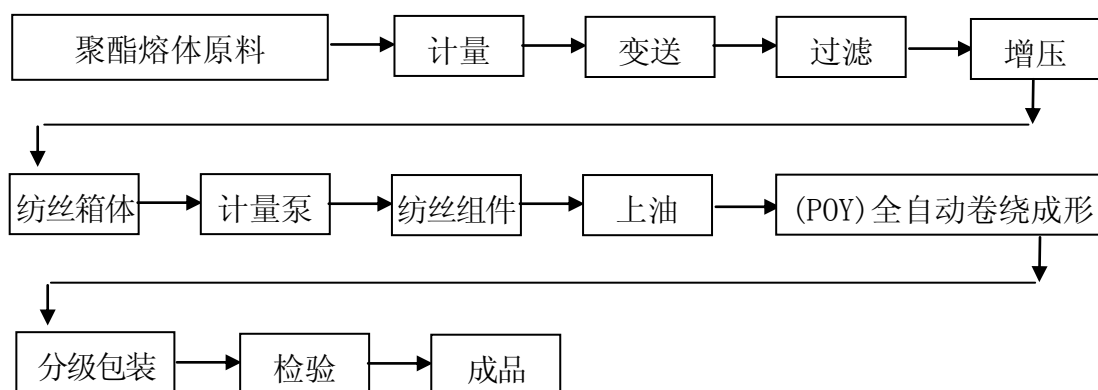 聚酯熔体原料 计量 变送 过滤 增压
纺丝箱体 计量泵 纺丝组件 上油 (POY)全自动卷绕成形
分级包装 检验 成品